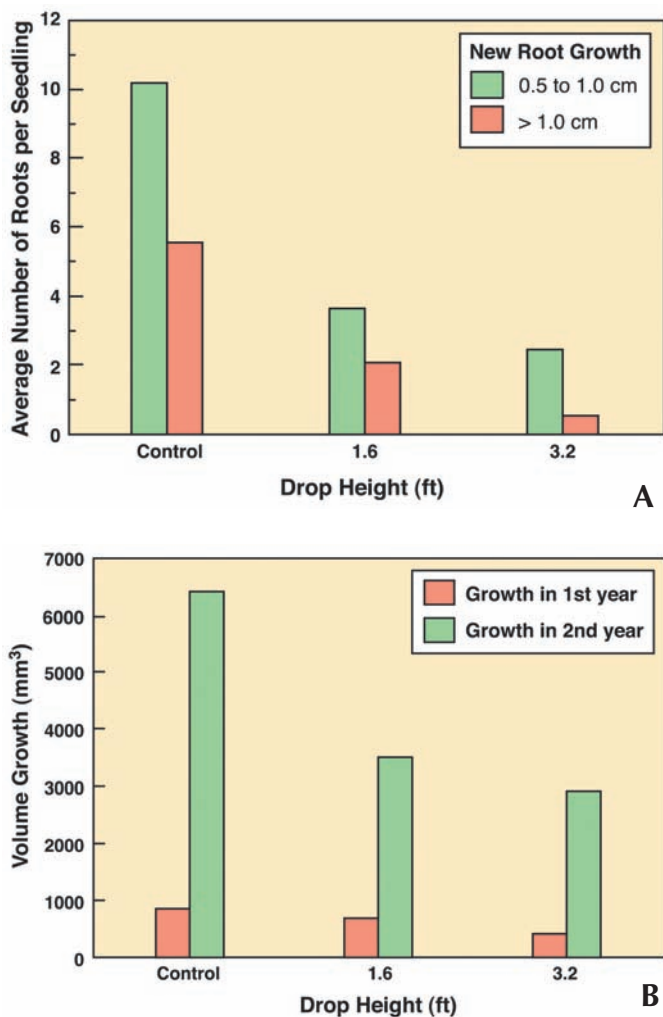 12
10
8
6
4
2
0
Average Number of Roots per Seedling
New Root Growth
0.5 to 1.0 cm
> 1.0 cm
Control 1.6 3.2
Drop Height (ft)
A
7000
6000
5000
4000
3000
2000
1000
0
Volume Growth (mm³)
Growth in 1st year
Growth in 2nd year
Control 1.6 3.2
Drop Height (ft)
B